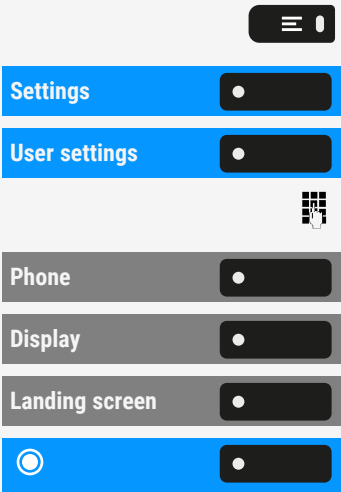 Settings
User settings
Phone
Display
Landing screen